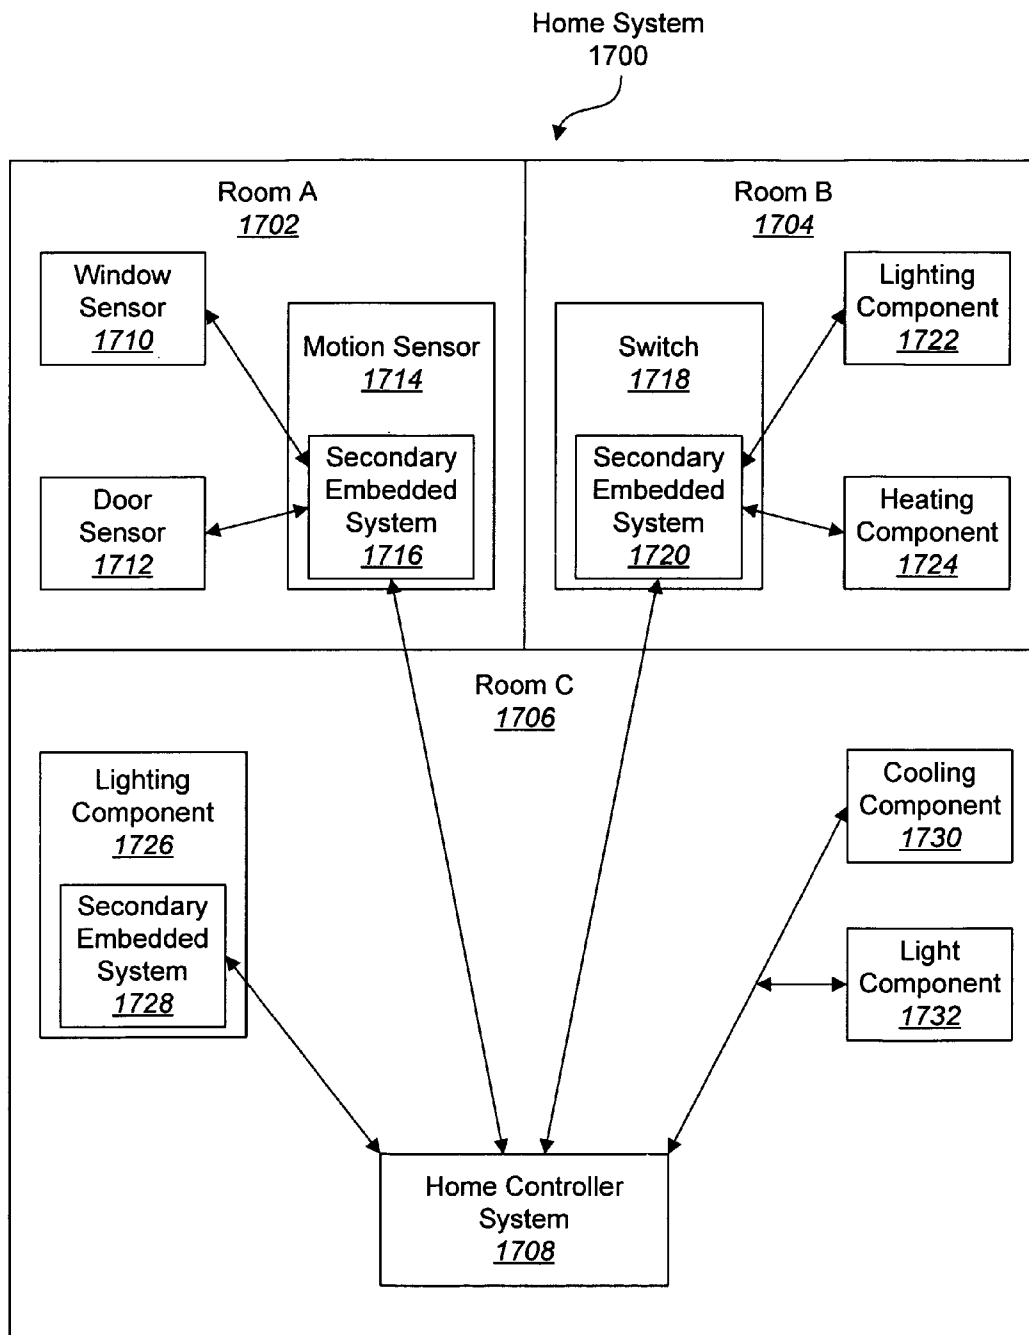 Home System
1700
Room A
1702
Room B
1704
Window
Sensor
1710
Motion Sensor
1714
Switch
1718
Lighting
Component
1722
Door
Sensor
1712
Secondary
Embedded
System
1716
Secondary
Embedded
System
1720
Heating
Component
1724
Room C
1706
Lighting
Component
1726
Secondary
Embedded
System
1728
Cooling
Component
1730
Light
Component
1732
Home Controller
System
1708